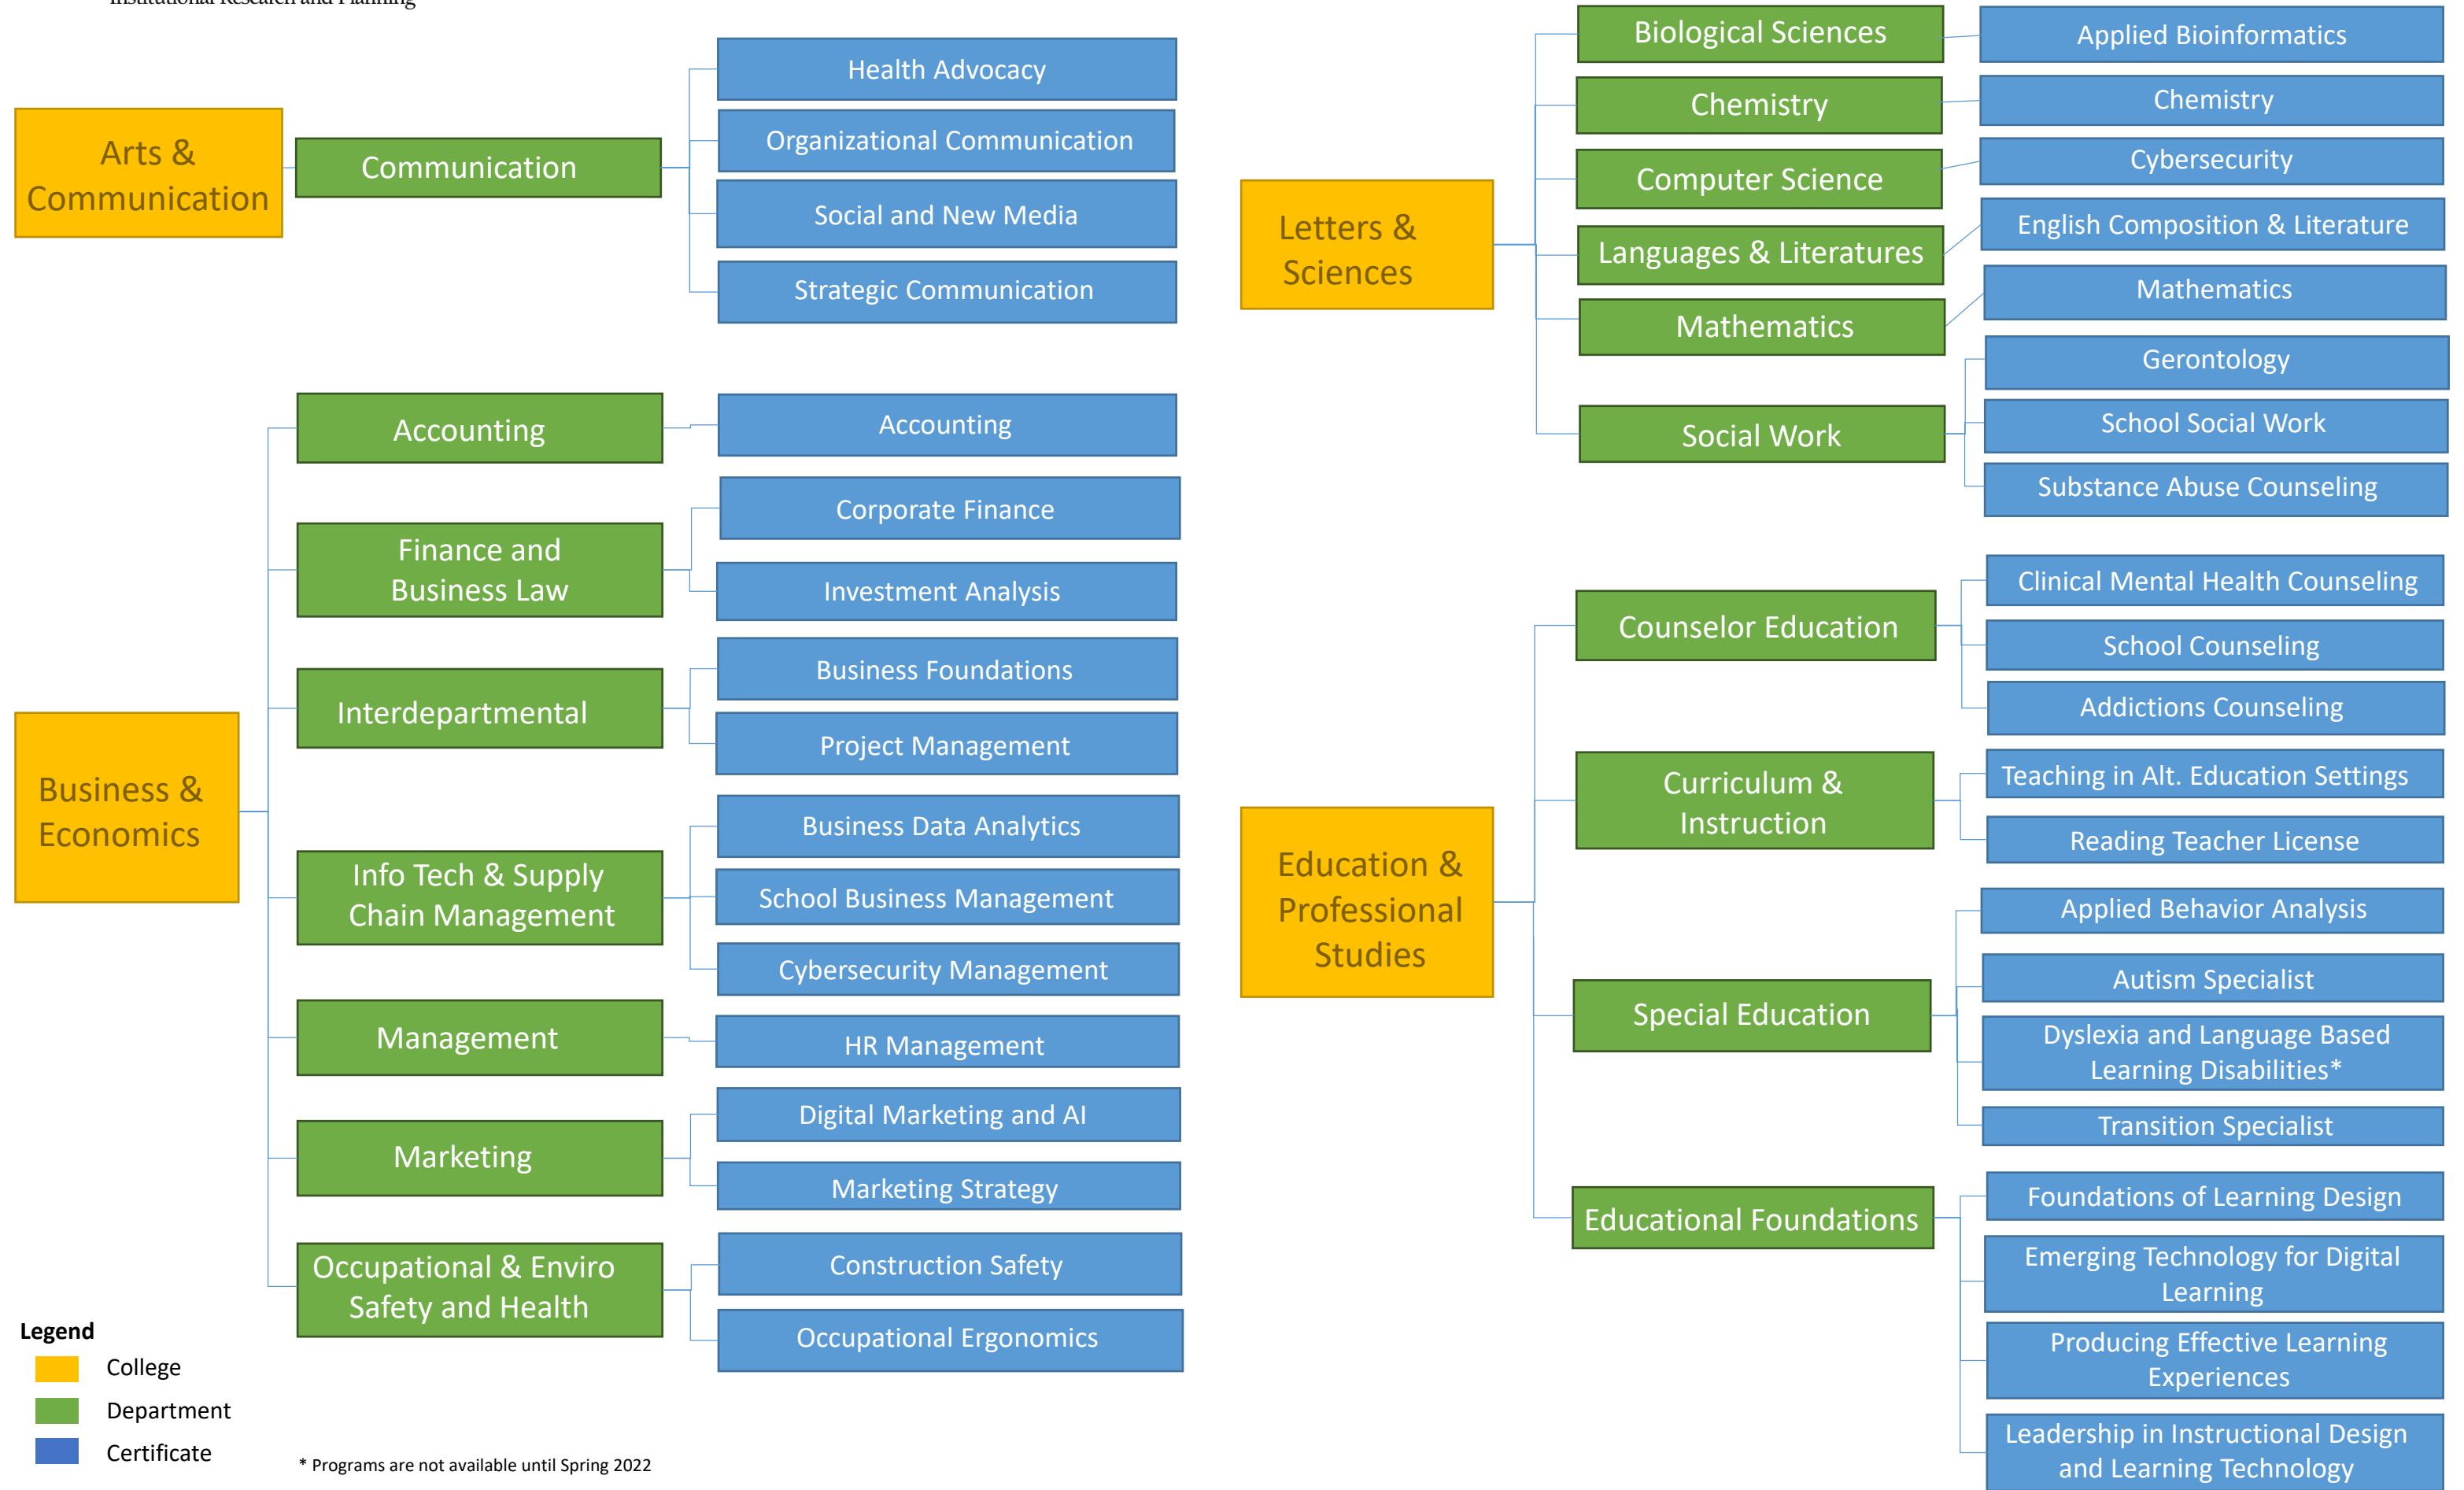 Institutional Research and Planning
Arts &
Communication
Communication
Health Advocacy
Organizational Communication
Social and New Media
Strategic Communication
Business &
Economics
Accounting
Accounting
Finance and
Business Law
Corporate Finance
Investment Analysis
Interdepartmental
Business Foundations
Project Management
Info Tech & Supply
Chain Management
Business Data Analytics
School Business Management
Cybersecurity Management
Management
HR Management
Marketing
Digital Marketing and AI
Marketing Strategy
Occupational & Enviro
Safety and Health
Construction Safety
Occupational Ergonomics
Legend
College
Department
Certificate
* Programs are not available until Spring 2022
Letters &
Sciences
Biological Sciences
Applied Bioinformatics
Chemistry
Chemistry
Computer Science
Cybersecurity
Languages & Literatures
English Composition & Literature
Mathematics
Mathematics
Social Work
Gerontology
School Social Work
Substance Abuse Counseling
Education &
Professional
Studies
Counselor Education
Clinical Mental Health Counseling
School Counseling
Addictions Counseling
Curriculum &
Instruction
Teaching in Alt. Education Settings
Reading Teacher License
Special Education
Applied Behavior Analysis
Autism Specialist
Dyslexia and Language Based
Learning Disabilities*
Transition Specialist
Educational Foundations
Foundations of Learning Design
Emerging Technology for Digital
Learning
Producing Effective Learning
Experiences
Leadership in Instructional Design
and Learning Technology